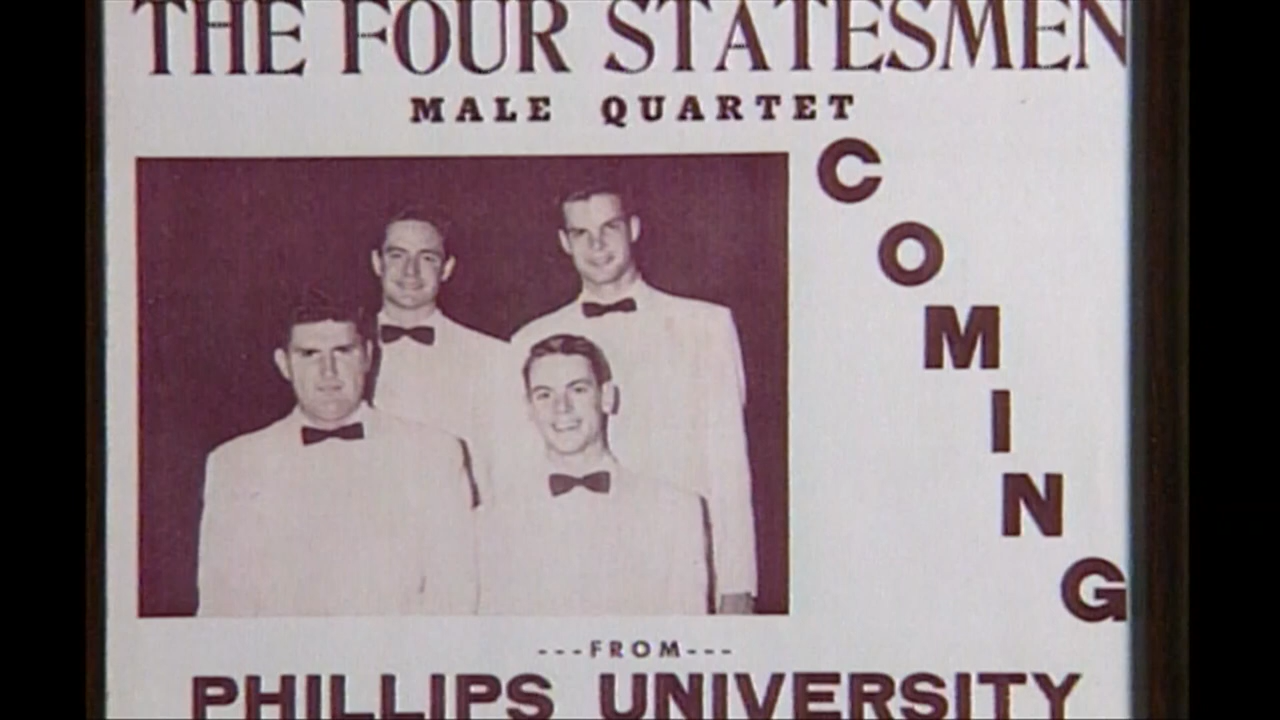 THE FOUR STATESMEN
MALE QUARTET
COMING
---FROM---
PHILLIPS UNIVERSITY